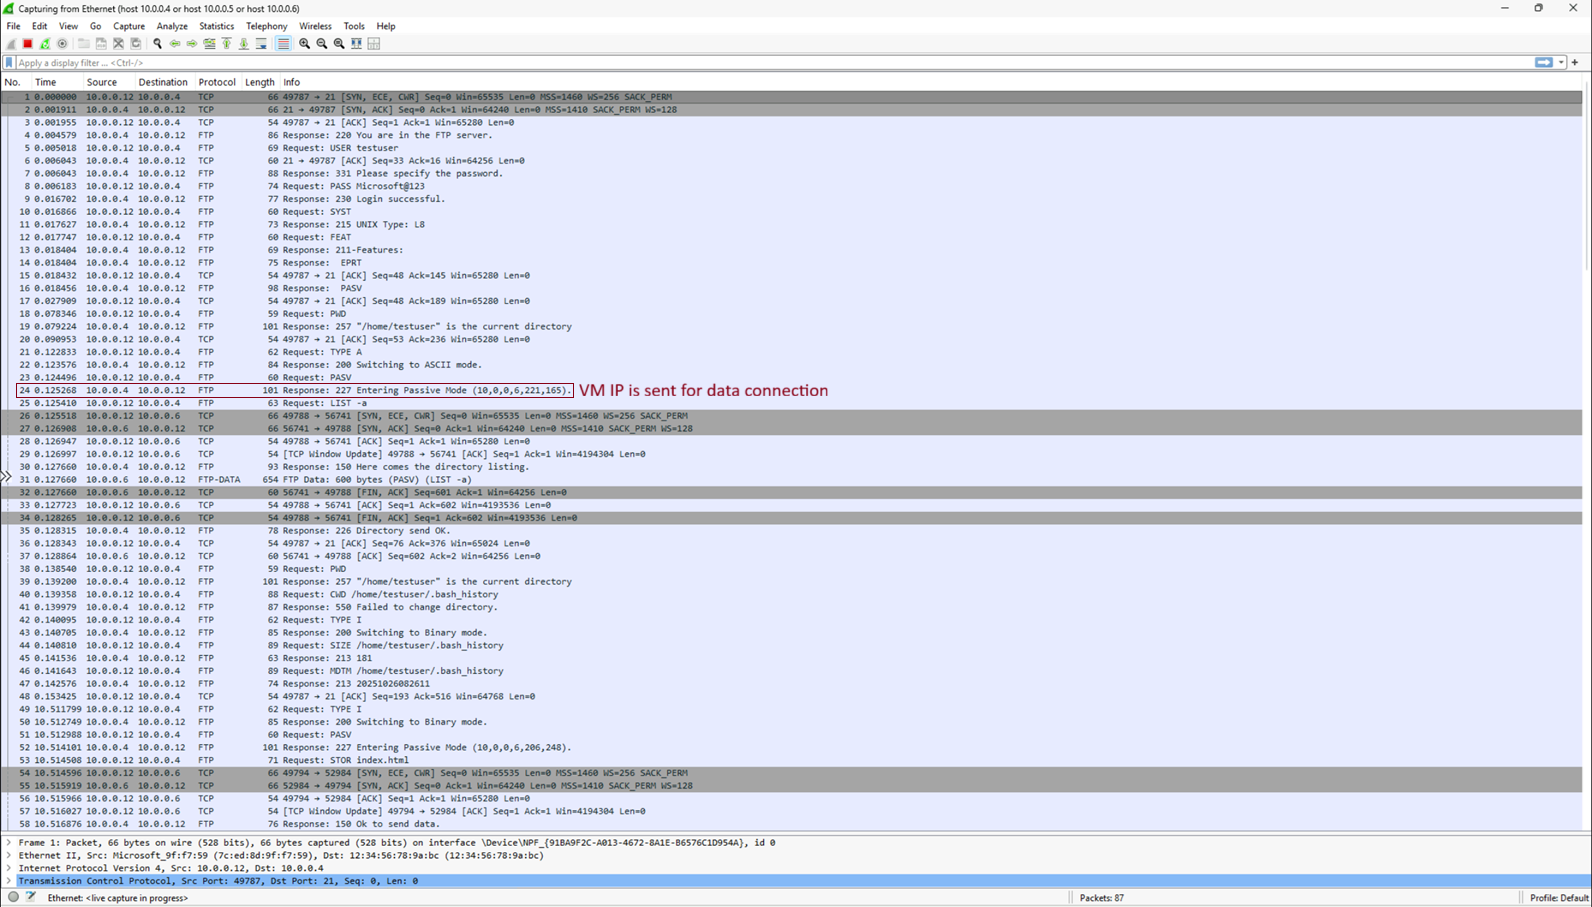 Capturing from Ethernet (host 10.0.0.4 or host 10.0.0.5 or host 10.0.0.6)
File Edit View Go Capture Analyze Statistics Telephony Wireless Tools Help
Apply a display filter ... <Ctrl-/>
No. Time Source Destination Protocol Length Info
1 0.000000 10.0.0.12 10.0.0.4 TCP 66 49787 → 21 [SYN, ECE, CWR] Seq=0 Win=65535 Len=0 MSS=1460 WS=256 SACK_PERM
2 0.001911 10.0.0.4 10.0.0.12 TCP 66 21 → 49787 [SYN, ACK] Seq=0 Ack=1 Win=64240 Len=0 MSS=1410 SACK_PERM WS=128
3 0.001955 10.0.0.12 10.0.0.4 TCP 54 49787 → 21 [ACK] Seq=1 Ack=1 Win=65280 Len=0
4 0.004579 10.0.0.4 10.0.0.12 FTP 86 Response: 220 You are in the FTP server.
5 0.005018 10.0.0.12 10.0.0.4 FTP 69 Request: USER testuser
6 0.006043 10.0.0.4 10.0.0.12 TCP 60 21 → 49787 [ACK] Seq=33 Ack=16 Win=64256 Len=0
7 0.006043 10.0.0.4 10.0.0.12 FTP 88 Response: 331 Please specify the password.
8 0.006183 10.0.0.12 10.0.0.4 FTP 74 Request: PASS Microsoft@123
9 0.016702 10.0.0.4 10.0.0.12 FTP 77 Response: 230 Login successful.
10 0.016866 10.0.0.12 10.0.0.4 FTP 60 Request: SYST
11 0.017627 10.0.0.4 10.0.0.12 FTP 73 Response: 215 UNIX Type: L8
12 0.017747 10.0.0.12 10.0.0.4 FTP 60 Request: FEAT
13 0.018404 10.0.0.4 10.0.0.12 FTP 69 Response: 211-Features:
14 0.018404 10.0.0.4 10.0.0.12 FTP 75 Response:  EPRT
15 0.018432 10.0.0.12 10.0.0.4 TCP 54 49787 → 21 [ACK] Seq=48 Ack=145 Win=65280 Len=0
16 0.018456 10.0.0.4 10.0.0.12 FTP 98 Response:  PASV
17 0.027909 10.0.0.12 10.0.0.4 TCP 54 49787 → 21 [ACK] Seq=48 Ack=189 Win=65280 Len=0
18 0.078346 10.0.0.12 10.0.0.4 FTP 59 Request: PWD
19 0.079224 10.0.0.4 10.0.0.12 FTP 101 Response: 257 "/home/testuser" is the current directory
20 0.090953 10.0.0.12 10.0.0.4 TCP 54 49787 → 21 [ACK] Seq=53 Ack=236 Win=65280 Len=0
21 0.122833 10.0.0.12 10.0.0.4 FTP 62 Request: TYPE A
22 0.123576 10.0.0.4 10.0.0.12 FTP 84 Response: 200 Switching to ASCII mode.
23 0.124496 10.0.0.12 10.0.0.4 FTP 60 Request: PASV
24 0.125268 10.0.0.4 10.0.0.12 FTP 101 Response: 227 Entering Passive Mode (10,0,0,6,221,165). VM IP is sent for data connection
25 0.125410 10.0.0.12 10.0.0.4 FTP 63 Request: LIST -a
26 0.125518 10.0.0.12 10.0.0.6 TCP 66 49788 → 56741 [SYN, ECE, CWR] Seq=0 Win=65535 Len=0 MSS=1460 WS=256 SACK_PERM
27 0.126908 10.0.0.6 10.0.0.12 TCP 66 56741 → 49788 [SYN, ACK] Seq=0 Ack=1 Win=64240 Len=0 MSS=1410 SACK_PERM WS=128
28 0.126947 10.0.0.12 10.0.0.6 TCP 54 49788 → 56741 [ACK] Seq=1 Ack=1 Win=65280 Len=0
29 0.126997 10.0.0.12 10.0.0.6 TCP 54 [TCP Window Update] 49788 → 56741 [ACK] Seq=1 Ack=1 Win=4194304 Len=0
30 0.127660 10.0.0.4 10.0.0.12 FTP 93 Response: 150 Here comes the directory listing.
31 0.127660 10.0.0.6 10.0.0.12 FTP-DATA 654 FTP Data: 600 bytes (PASV) (LIST -a)
32 0.127660 10.0.0.6 10.0.0.12 TCP 60 56741 → 49788 [FIN, ACK] Seq=601 Ack=1 Win=64256 Len=0
33 0.127723 10.0.0.12 10.0.0.6 TCP 54 49788 → 56741 [ACK] Seq=1 Ack=602 Win=4193536 Len=0
34 0.128265 10.0.0.12 10.0.0.6 TCP 54 49788 → 56741 [FIN, ACK] Seq=1 Ack=602 Win=4193536 Len=0
35 0.128315 10.0.0.4 10.0.0.12 FTP 78 Response: 226 Directory send OK.
36 0.128343 10.0.0.12 10.0.0.4 TCP 54 49787 → 21 [ACK] Seq=76 Ack=376 Win=65024 Len=0
37 0.128864 10.0.0.6 10.0.0.12 TCP 60 56741 → 49788 [ACK] Seq=602 Ack=2 Win=64256 Len=0
38 0.138540 10.0.0.12 10.0.0.4 FTP 59 Request: PWD
39 0.139200 10.0.0.4 10.0.0.12 FTP 101 Response: 257 "/home/testuser" is the current directory
40 0.139358 10.0.0.12 10.0.0.4 FTP 88 Request: CWD /home/testuser/.bash_history
41 0.139979 10.0.0.4 10.0.0.12 FTP 87 Response: 550 Failed to change directory.
42 0.140095 10.0.0.12 10.0.0.4 FTP 62 Request: TYPE I
43 0.140705 10.0.0.4 10.0.0.12 FTP 85 Response: 200 Switching to Binary mode.
44 0.140810 10.0.0.12 10.0.0.4 FTP 89 Request: SIZE /home/testuser/.bash_history
45 0.141536 10.0.0.4 10.0.0.12 FTP 63 Response: 213 181
46 0.141643 10.0.0.12 10.0.0.4 FTP 89 Request: MDTM /home/testuser/.bash_history
47 0.142576 10.0.0.4 10.0.0.12 FTP 74 Response: 213 20251026082611
48 0.153425 10.0.0.12 10.0.0.4 TCP 54 49787 → 21 [ACK] Seq=193 Ack=516 Win=64768 Len=0
49 10.511799 10.0.0.12 10.0.0.4 FTP 62 Request: TYPE I
50 10.512749 10.0.0.4 10.0.0.12 FTP 85 Response: 200 Switching to Binary mode.
51 10.512988 10.0.0.12 10.0.0.4 FTP 60 Request: PASV
52 10.514101 10.0.0.4 10.0.0.12 FTP 101 Response: 227 Entering Passive Mode (10,0,0,6,206,248).
53 10.514508 10.0.0.12 10.0.0.4 FTP 71 Request: STOR index.html
54 10.514596 10.0.0.12 10.0.0.6 TCP 66 49794 → 52984 [SYN, ECE, CWR] Seq=0 Win=65535 Len=0 MSS=1460 WS=256 SACK_PERM
55 10.515919 10.0.0.6 10.0.0.12 TCP 66 52984 → 49794 [SYN, ACK] Seq=0 Ack=1 Win=64240 Len=0 MSS=1410 SACK_PERM WS=128
56 10.515966 10.0.0.12 10.0.0.6 TCP 54 49794 → 52984 [ACK] Seq=1 Ack=1 Win=65280 Len=0
57 10.516027 10.0.0.12 10.0.0.6 TCP 54 [TCP Window Update] 49794 → 52984 [ACK] Seq=1 Ack=1 Win=4194304 Len=0
58 10.516876 10.0.0.4 10.0.0.12 FTP 76 Response: 150 Ok to send data.
Frame 1: Packet, 66 bytes on wire (528 bits), 66 bytes captured (528 bits) on interface \Device\NPF_{91BA9F2C-A013-4672-8A1E-B6576C1D954A}, id 0
Ethernet II, Src: Microsoft_9f:f7:59 (7c:ed:8d:9f:f7:59), Dst: 12:34:56:78:9a:bc (12:34:56:78:9a:bc)
Internet Protocol Version 4, Src: 10.0.0.12, Dst: 10.0.0.4
Transmission Control Protocol, Src Port: 49787, Dst Port: 21, Seq: 0, Len: 0
Ethernet: <live capture in progress> Packets: 87 Profile: Default